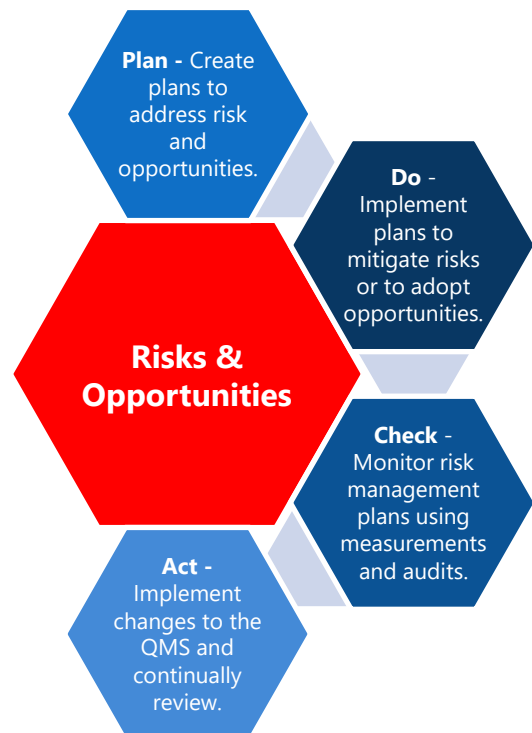 Plan - Create
plans to
address risk
and
opportunities.
Do -
Implement
plans to
mitigate risks
or to adopt
opportunities.
Risks &
Opportunities
Check -
Monitor risk
management
plans using
measurements
and audits.
Act -
Implement
changes to the
QMS and
continually
review.